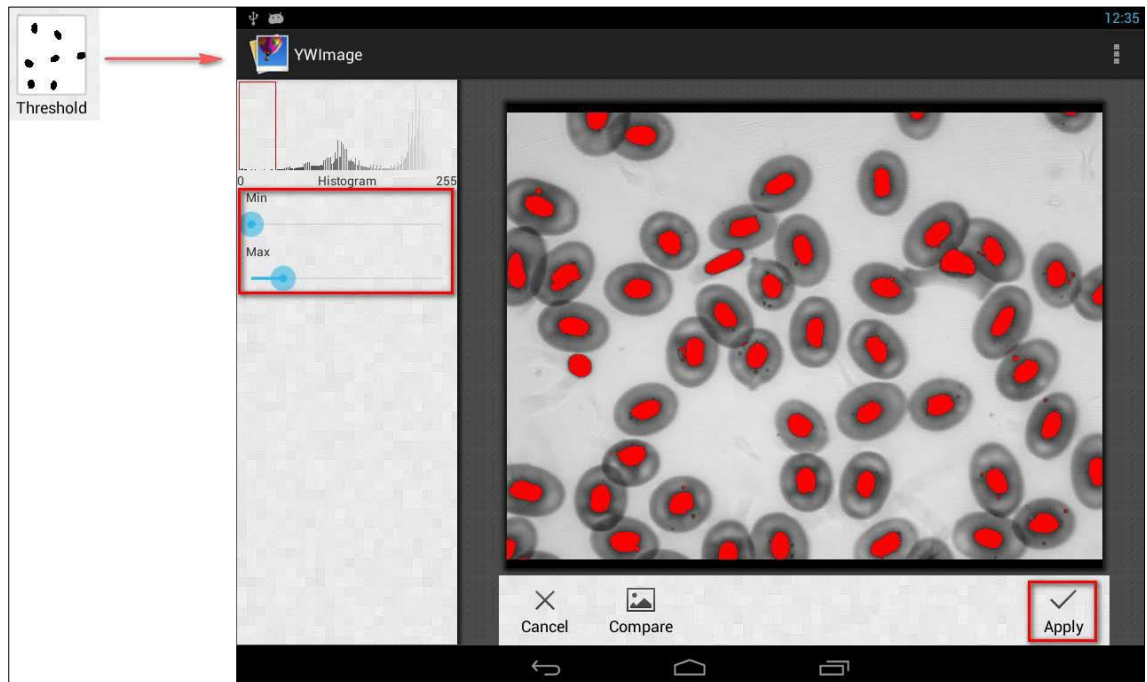 Threshold
12:35
YWImage
0 Histogram 255
Min
Max
Cancel Compare Apply